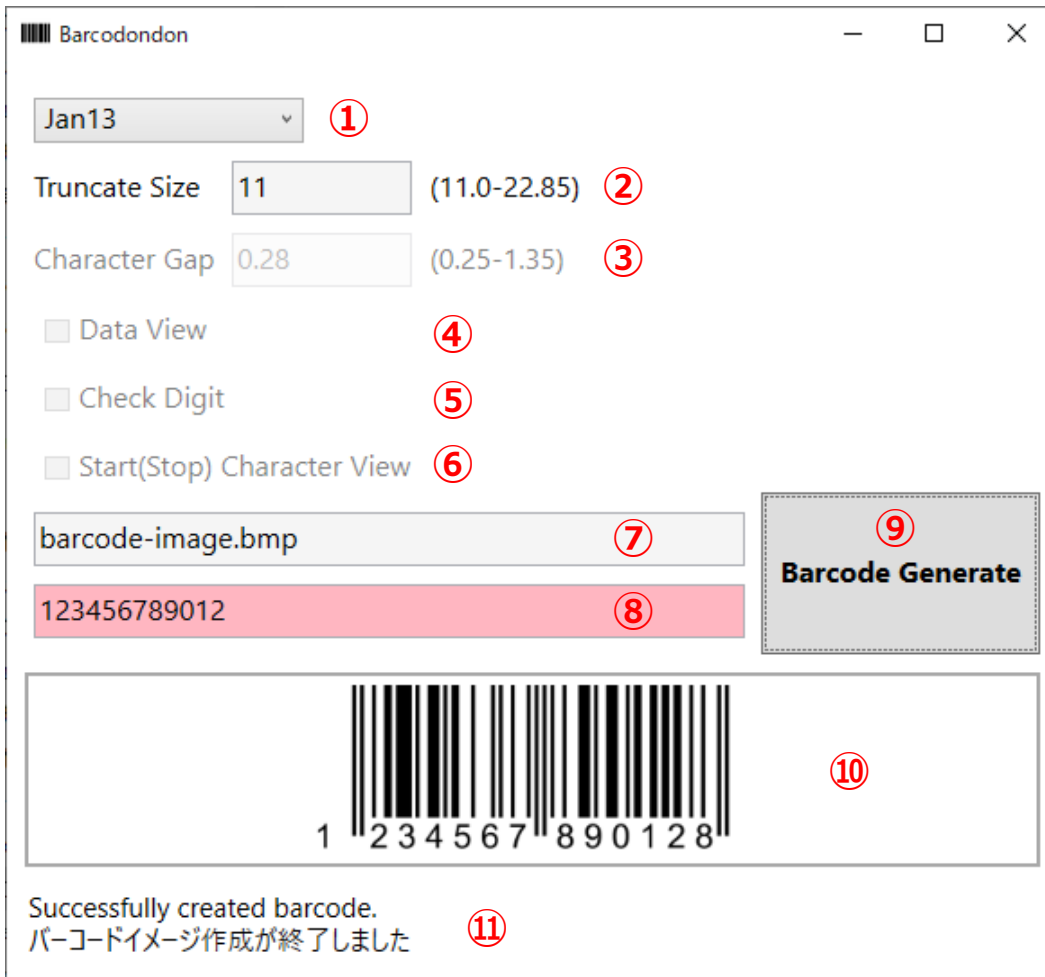 Barcodondon
Jan13 ①
Truncate Size 11 (11.0-22.85) ②
Character Gap 0.28 (0.25-1.35) ③
Data View ④
Check Digit ⑤
Start(Stop) Character View ⑥
barcode-image.bmp ⑦
123456789012 ⑧
⑨
Barcode Generate
⑩
1 234567 890128
Successfully created barcode.
バーコードイメージ作成が終了しました ⑪